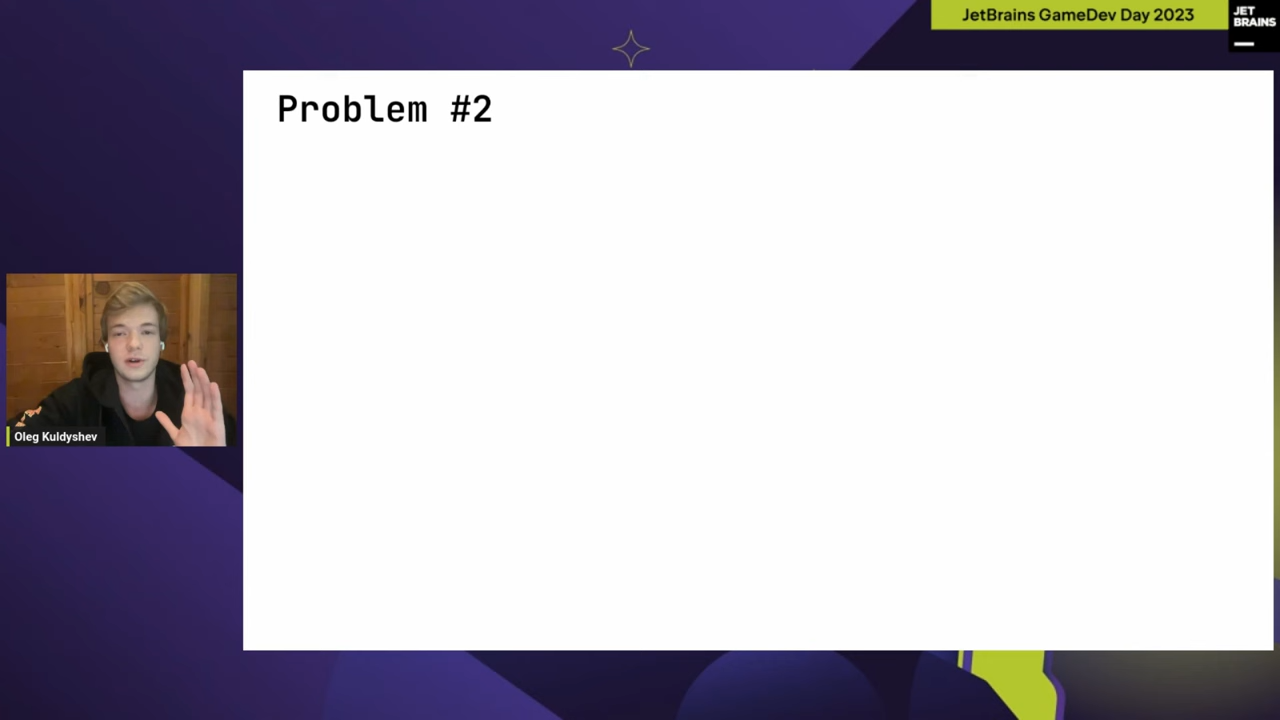 JetBrains GameDev Day 2023
JET
BRAINS
Problem #2
Oleg Kuldyshev